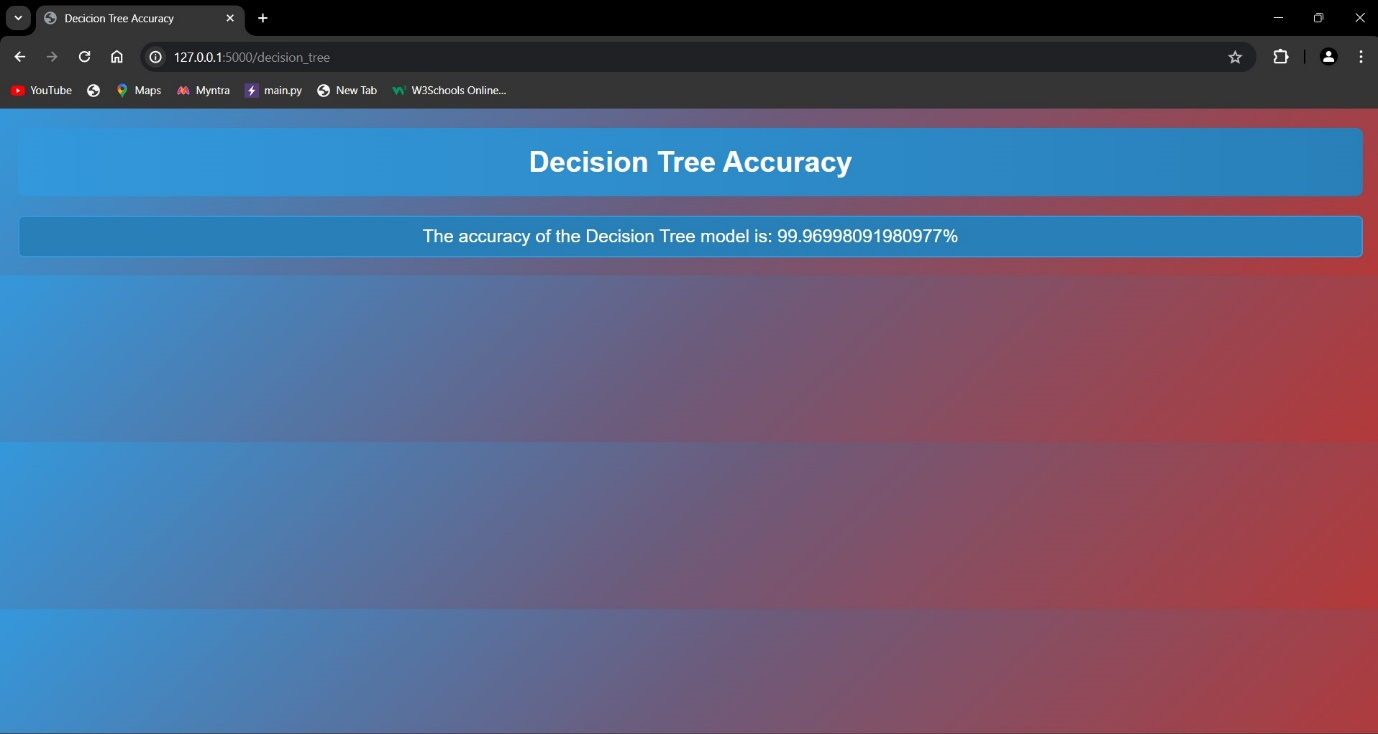 Decicion Tree Accuracy
127.0.0.1:5000/decision_tree
YouTube Maps Myntra main.py New Tab W3Schools Online...
Decision Tree Accuracy
The accuracy of the Decision Tree model is: 99.96998091980977%